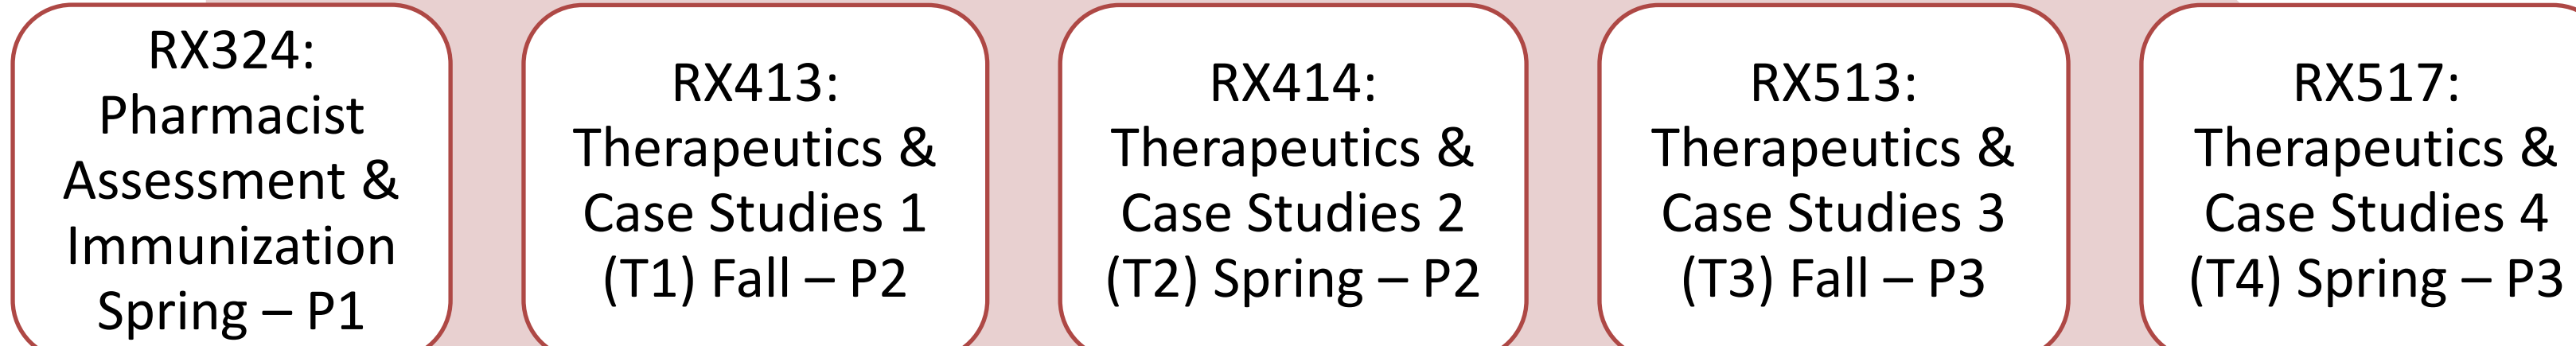 RX324:
Pharmacist
Assessment &
Immunization
Spring – P1
RX413:
Therapeutics &
Case Studies 1
(T1) Fall – P2
RX414:
Therapeutics &
Case Studies 2
(T2) Spring – P2
RX513:
Therapeutics &
Case Studies 3
(T3) Fall – P3
RX517:
Therapeutics &
Case Studies 4
(T4) Spring – P3